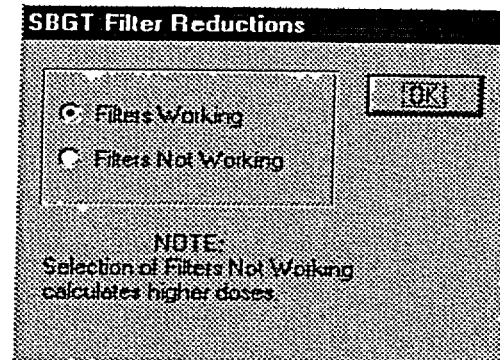 SBGT Filter Reductions
Filters Working
OK
Filters Not Working
NOTE:
Selection of Filters Not Working
calculates higher doses.